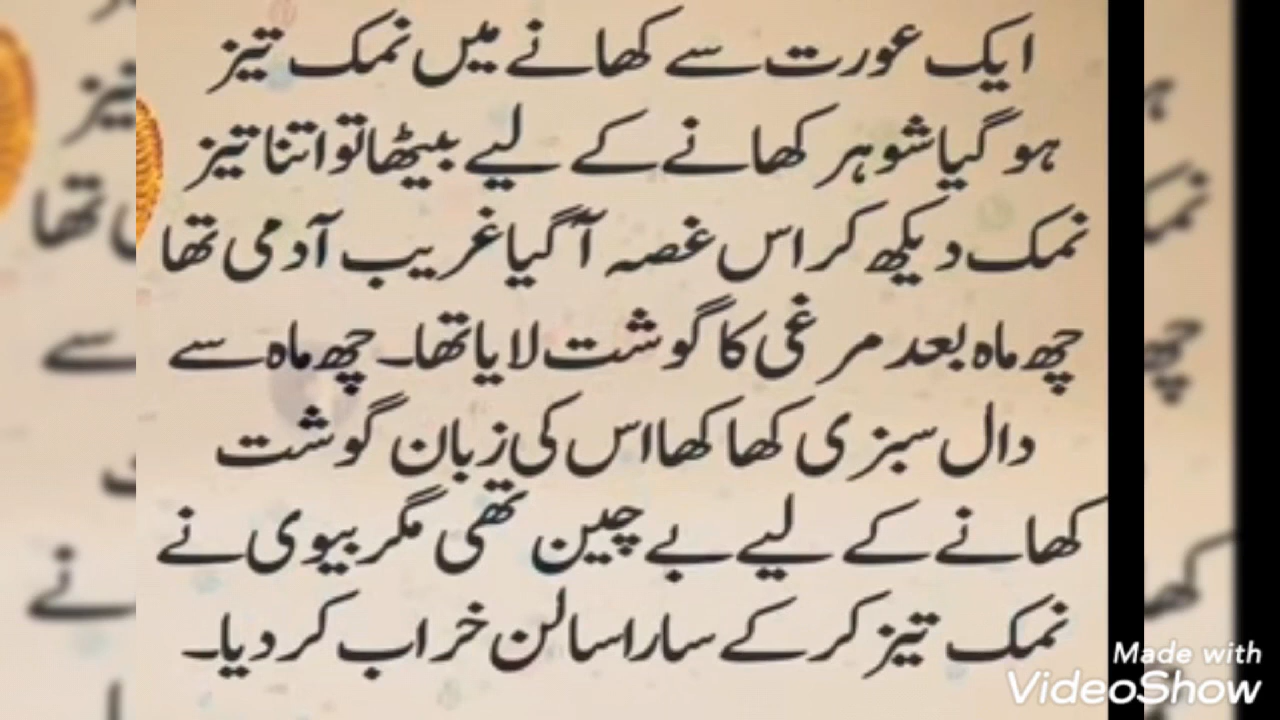 ایک عورت سے کھانے میں نمک تیز
ہو گیا شوہر کھانے کے لیے بیٹھا تو اتنا تیز
نمک دیکھ کر اس غصہ آ گیا غریب آدمی تھا
چھ ماہ بعد مرغی کا گوشت لایا تھا۔ چھ ماہ سے
دال سبزی کھا کھا اس کی زبان گوشت
کھانے کے لیے بے چین تھی مگر بیوی نے
نمک تیز کر کے سارا سالن خراب کر دیا۔
Made with
VideoShow